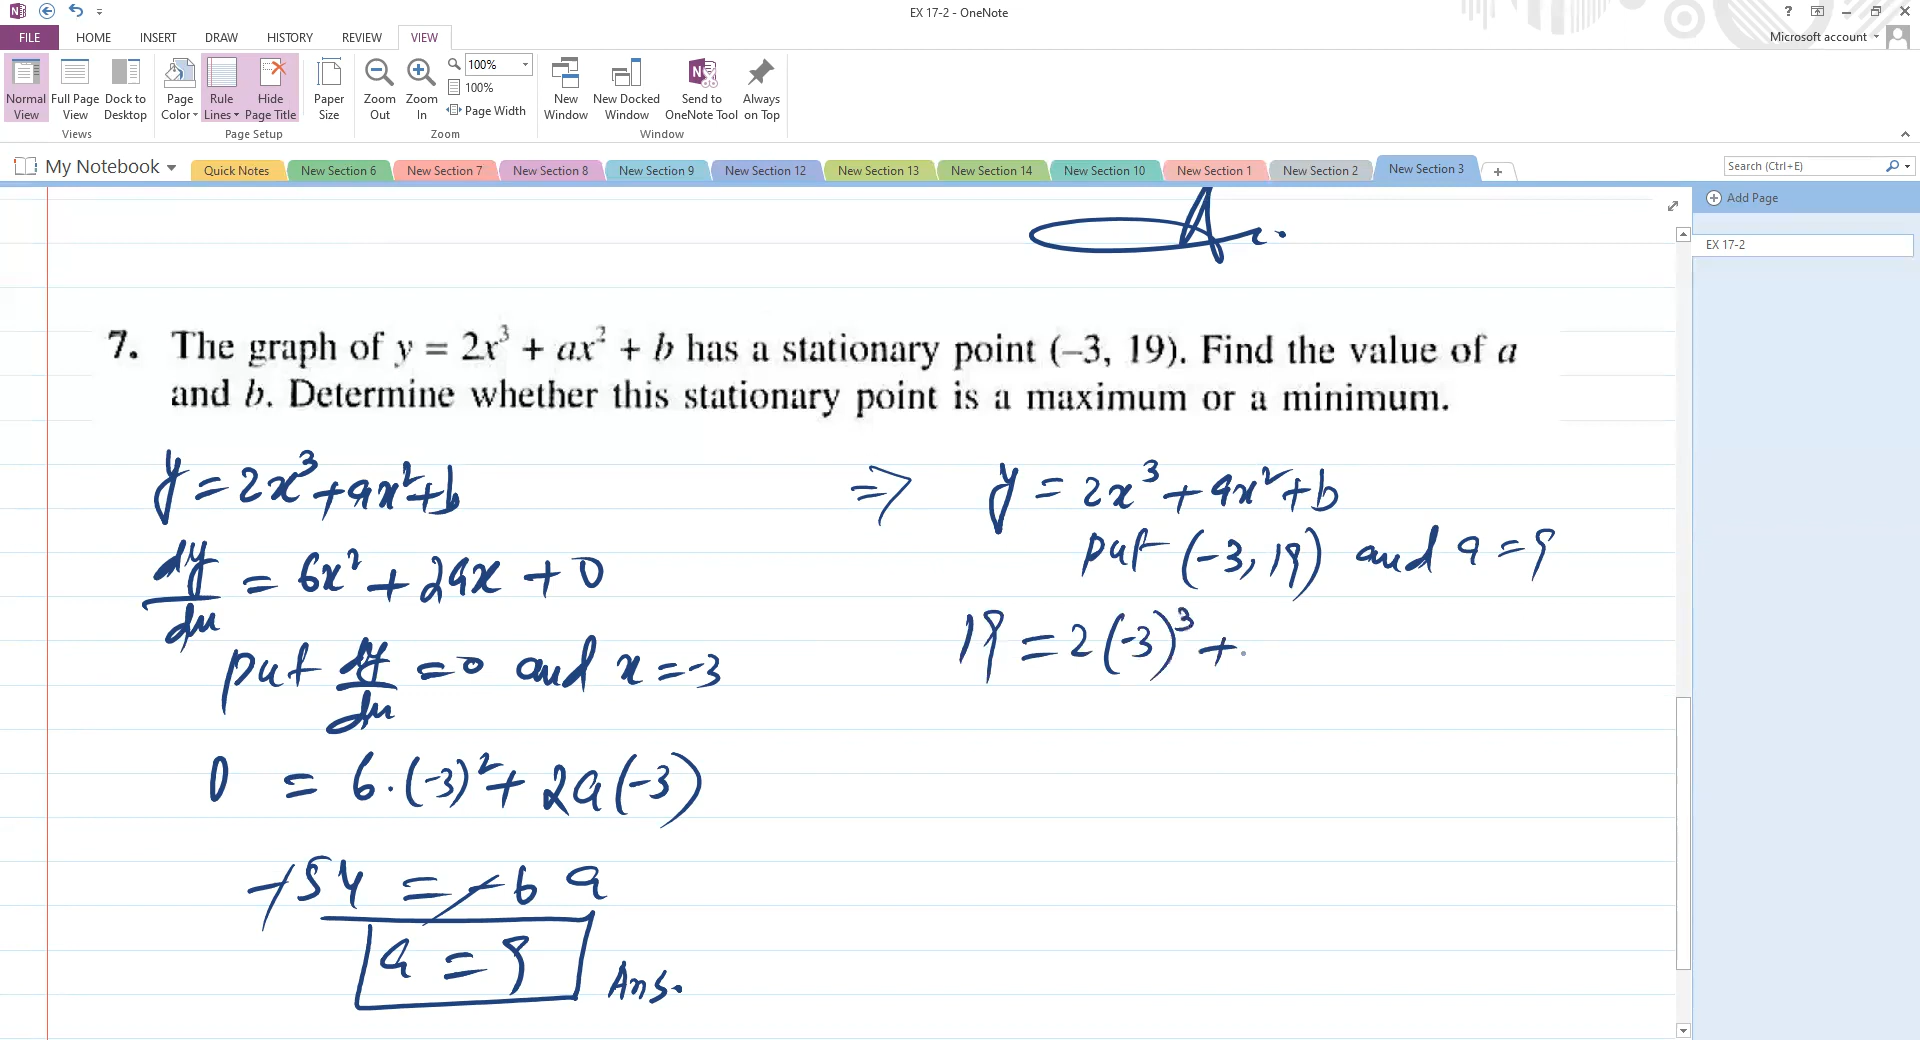 EX 17-2 - OneNote
?
FILE HOME INSERT DRAW HISTORY REVIEW VIEW
Microsoft account
Normal View
Full Page View
Dock to Desktop
Views
Page Color
Rule Lines
Hide Page Title
Paper Size
Page Setup
Zoom Out
Zoom In
100%
100%
Page Width
Zoom
New Window
New Docked Window
Send to OneNote Tool
Always on Top
Window
My Notebook
Quick Notes New Section 6 New Section 7 New Section 8 New Section 9 New Section 12 New Section 13 New Section 14 New Section 10 New Section 1 New Section 2 New Section 3
Search (Ctrl+E)
Add Page
EX 17-2
7. The graph of y = 2x³ + ax² + b has a stationary point (–3, 19). Find the value of a
and b. Determine whether this stationary point is a maximum or a minimum.
y = 2x³ + ax² + b
dy/dx = 6x² + 2ax + 0
put dy/dx = 0 and x = -3
0 = 6·(-3)² + 2a(-3)
-54 = -6 a
a = 9 Ans.
⇒ y = 2x³ + ax² + b
put (-3, 19) and a = 9
19 = 2(-3)³ +